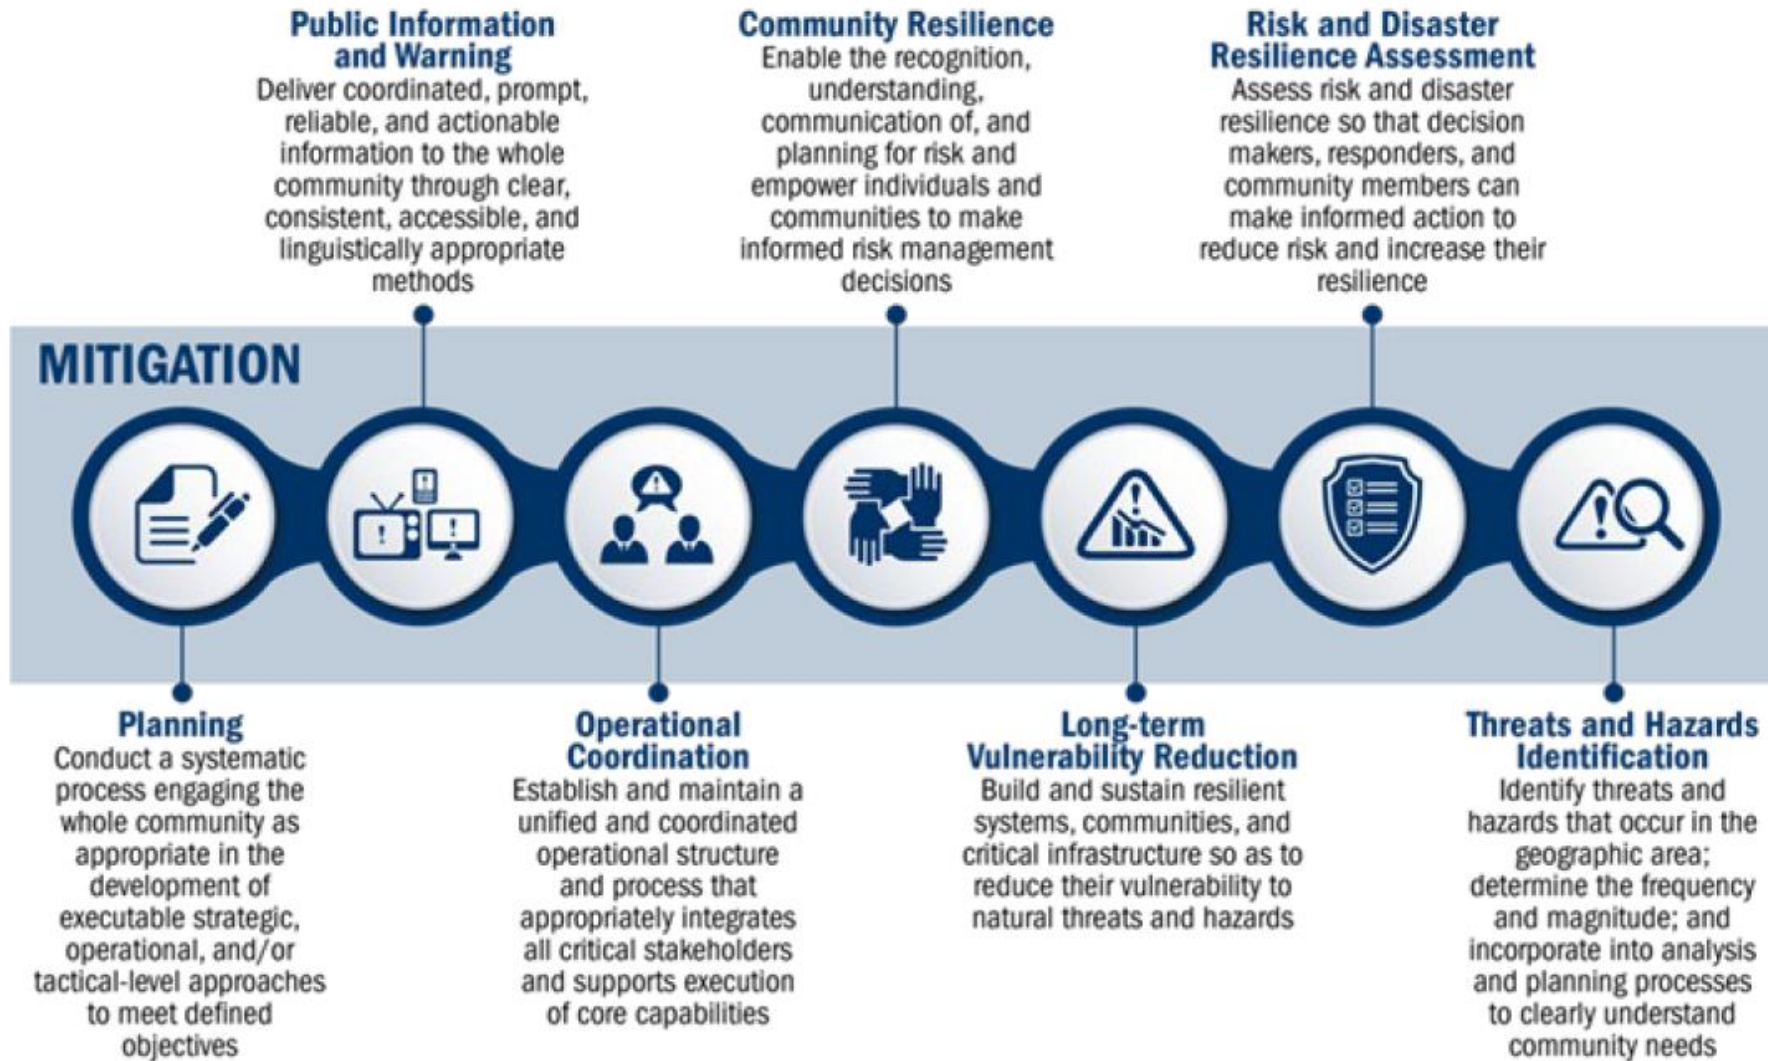 Public Information
and Warning
Deliver coordinated, prompt,
reliable, and actionable
information to the whole
community through clear,
consistent, accessible, and
linguistically appropriate
methods
Community Resilience
Enable the recognition,
understanding,
communication of, and
planning for risk and
empower individuals and
communities to make
informed risk management
decisions
Risk and Disaster
Resilience Assessment
Assess risk and disaster
resilience so that decision
makers, responders, and
community members can
make informed action to
reduce risk and increase their
resilience
MITIGATION
Planning
Conduct a systematic
process engaging the
whole community as
appropriate in the
development of
executable strategic,
operational, and/or
tactical-level approaches
to meet defined
objectives
Operational
Coordination
Establish and maintain a
unified and coordinated
operational structure
and process that
appropriately integrates
all critical stakeholders
and supports execution
of core capabilities
Long-term
Vulnerability Reduction
Build and sustain resilient
systems, communities, and
critical infrastructure so as to
reduce their vulnerability to
natural threats and hazards
Threats and Hazards
Identification
Identify threats and
hazards that occur in the
geographic area;
determine the frequency
and magnitude; and
incorporate into analysis
and planning processes
to clearly understand
community needs